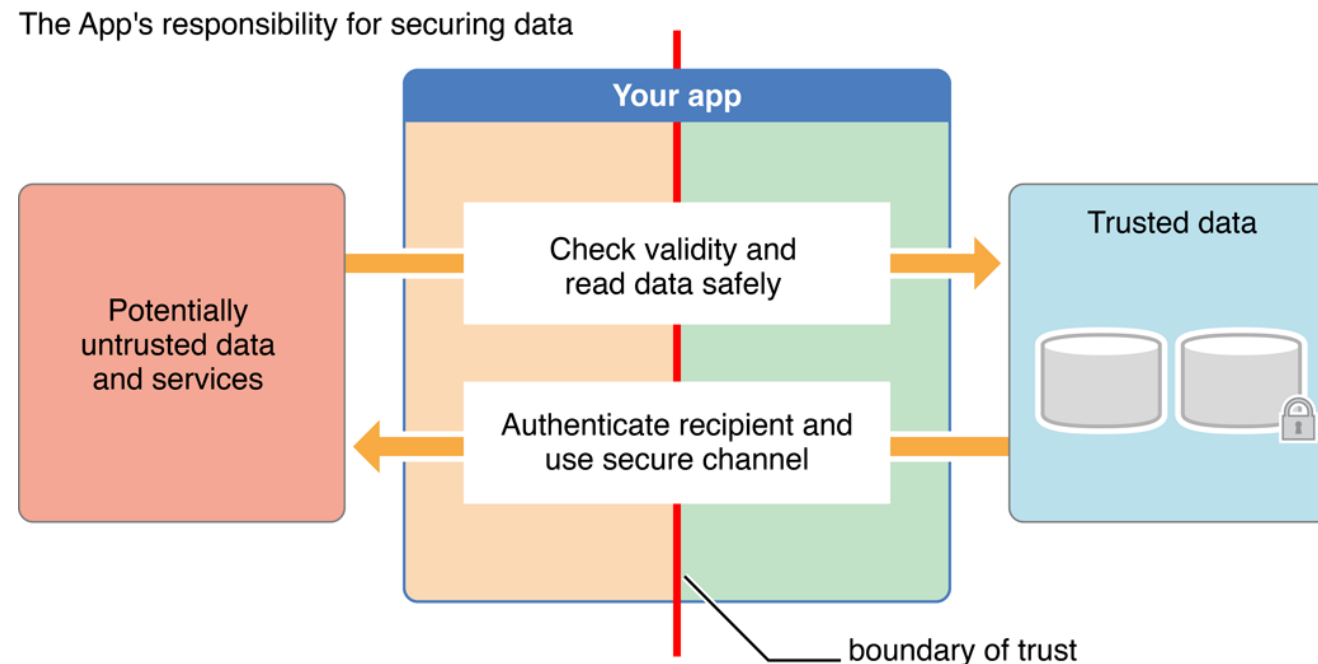 The App's responsibility for securing data
Your app
Check validity and
read data safely
Trusted data
Potentially
untrusted data
and services
Authenticate recipient and
use secure channel
boundary of trust